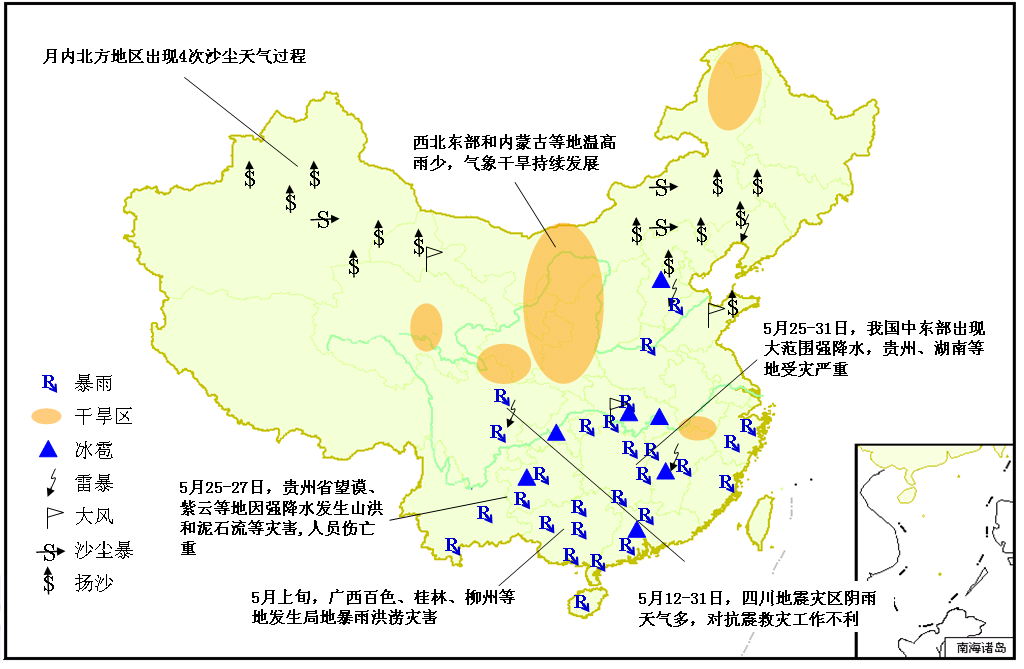 月内北方地区出现4次沙尘天气过程
西北东部和内蒙古等地温高
雨少，气象干旱持续发展
5月25-31日，我国中东部出现
大范围强降水，贵州、湖南等
地受灾严重
暴雨
干旱区
冰雹
雷暴
大风
沙尘暴
扬沙
5月25-27日，贵州省望谟、
紫云等地因强降水发生山洪
和泥石流等灾害,人员伤亡
重
5月上旬，广西百色、桂林、柳州等
地发生局地暴雨洪涝灾害
5月12-31日，四川地震灾区阴雨
天气多，对抗震救灾工作不利
南海诸岛